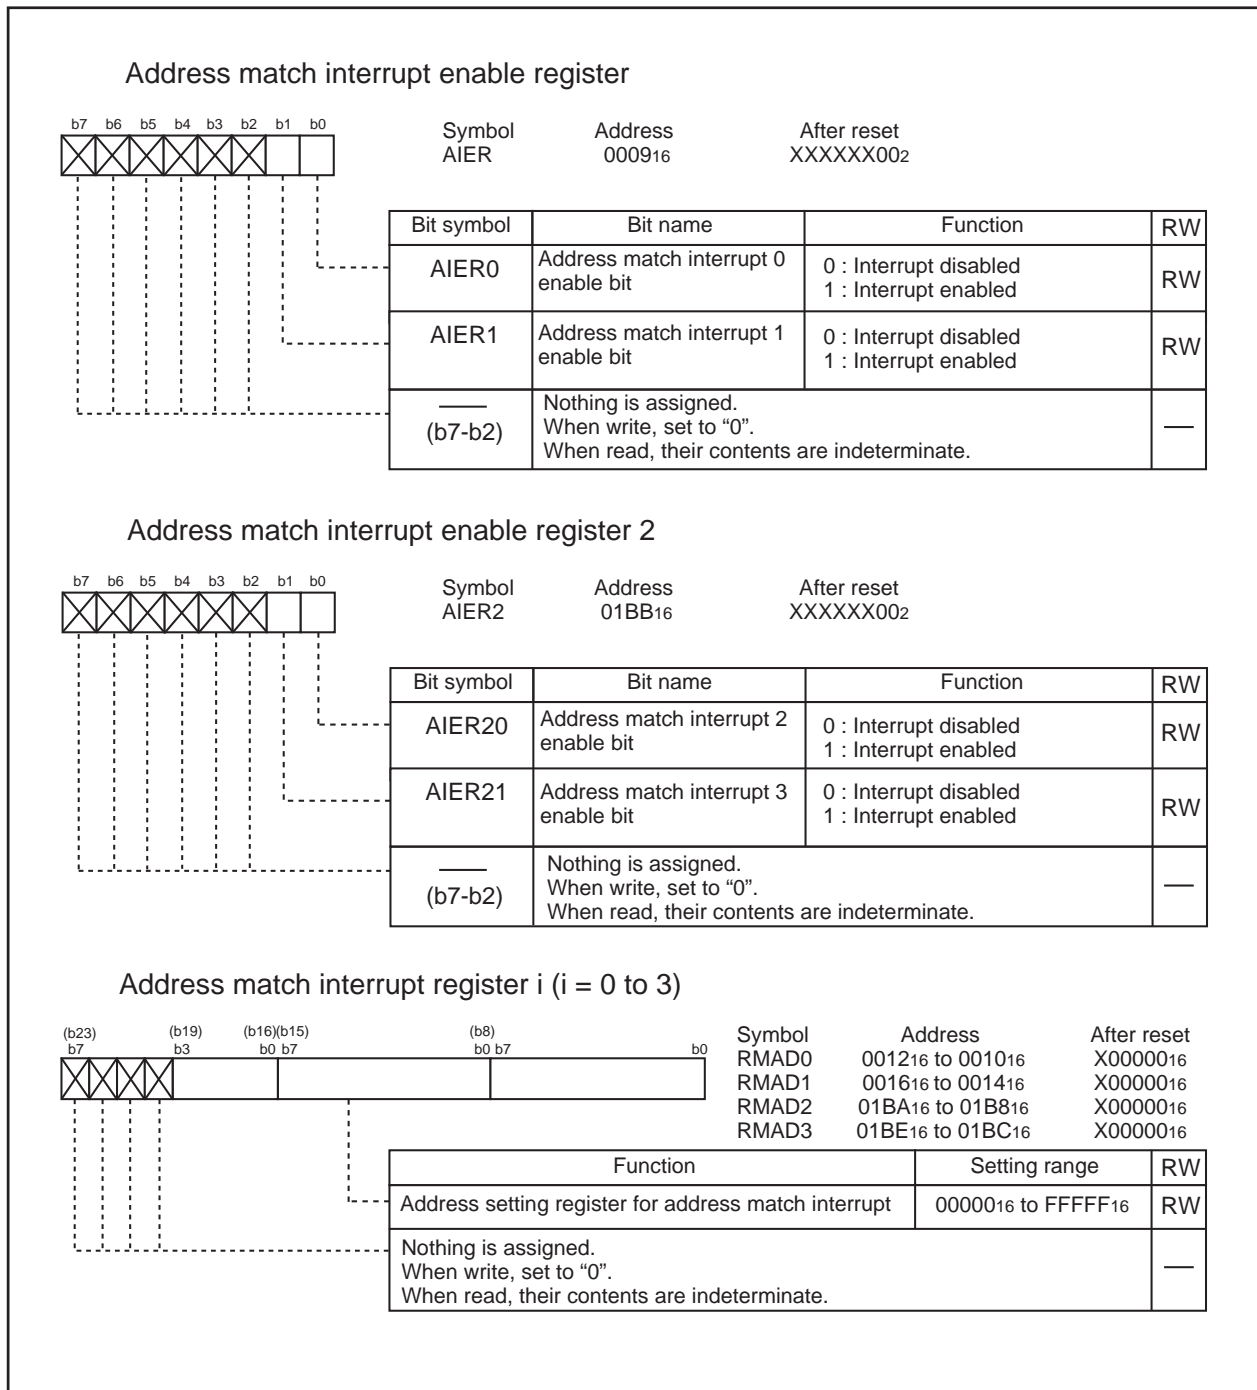 Address match interrupt enable register
b7 b6 b5 b4 b3 b2 b1 b0
Symbol Address After reset
AIER 000916 XXXXXX002
Bit symbol Bit name Function RW
AIER0 Address match interrupt 0 enable bit 0 : Interrupt disabled RW
1 : Interrupt enabled
AIER1 Address match interrupt 1 enable bit 0 : Interrupt disabled RW
1 : Interrupt enabled
(b7-b2) Nothing is assigned. —
When write, set to “0”.
When read, their contents are indeterminate.
Address match interrupt enable register 2
b7 b6 b5 b4 b3 b2 b1 b0
Symbol Address After reset
AIER2 01BB16 XXXXXX002
Bit symbol Bit name Function RW
AIER20 Address match interrupt 2 enable bit 0 : Interrupt disabled RW
1 : Interrupt enabled
AIER21 Address match interrupt 3 enable bit 0 : Interrupt disabled RW
1 : Interrupt enabled
(b7-b2) Nothing is assigned. —
When write, set to “0”.
When read, their contents are indeterminate.
Address match interrupt register i (i = 0 to 3)
(b23) (b19) (b16)(b15) (b8)
b7 b3 b0 b7 b0 b7 b0
Symbol Address After reset
RMAD0 001216 to 001016 X0000016
RMAD1 001616 to 001416 X0000016
RMAD2 01BA16 to 01B816 X0000016
RMAD3 01BE16 to 01BC16 X0000016
Function Setting range RW
Address setting register for address match interrupt 0000016 to FFFFF16 RW
Nothing is assigned. —
When write, set to “0”.
When read, their contents are indeterminate.